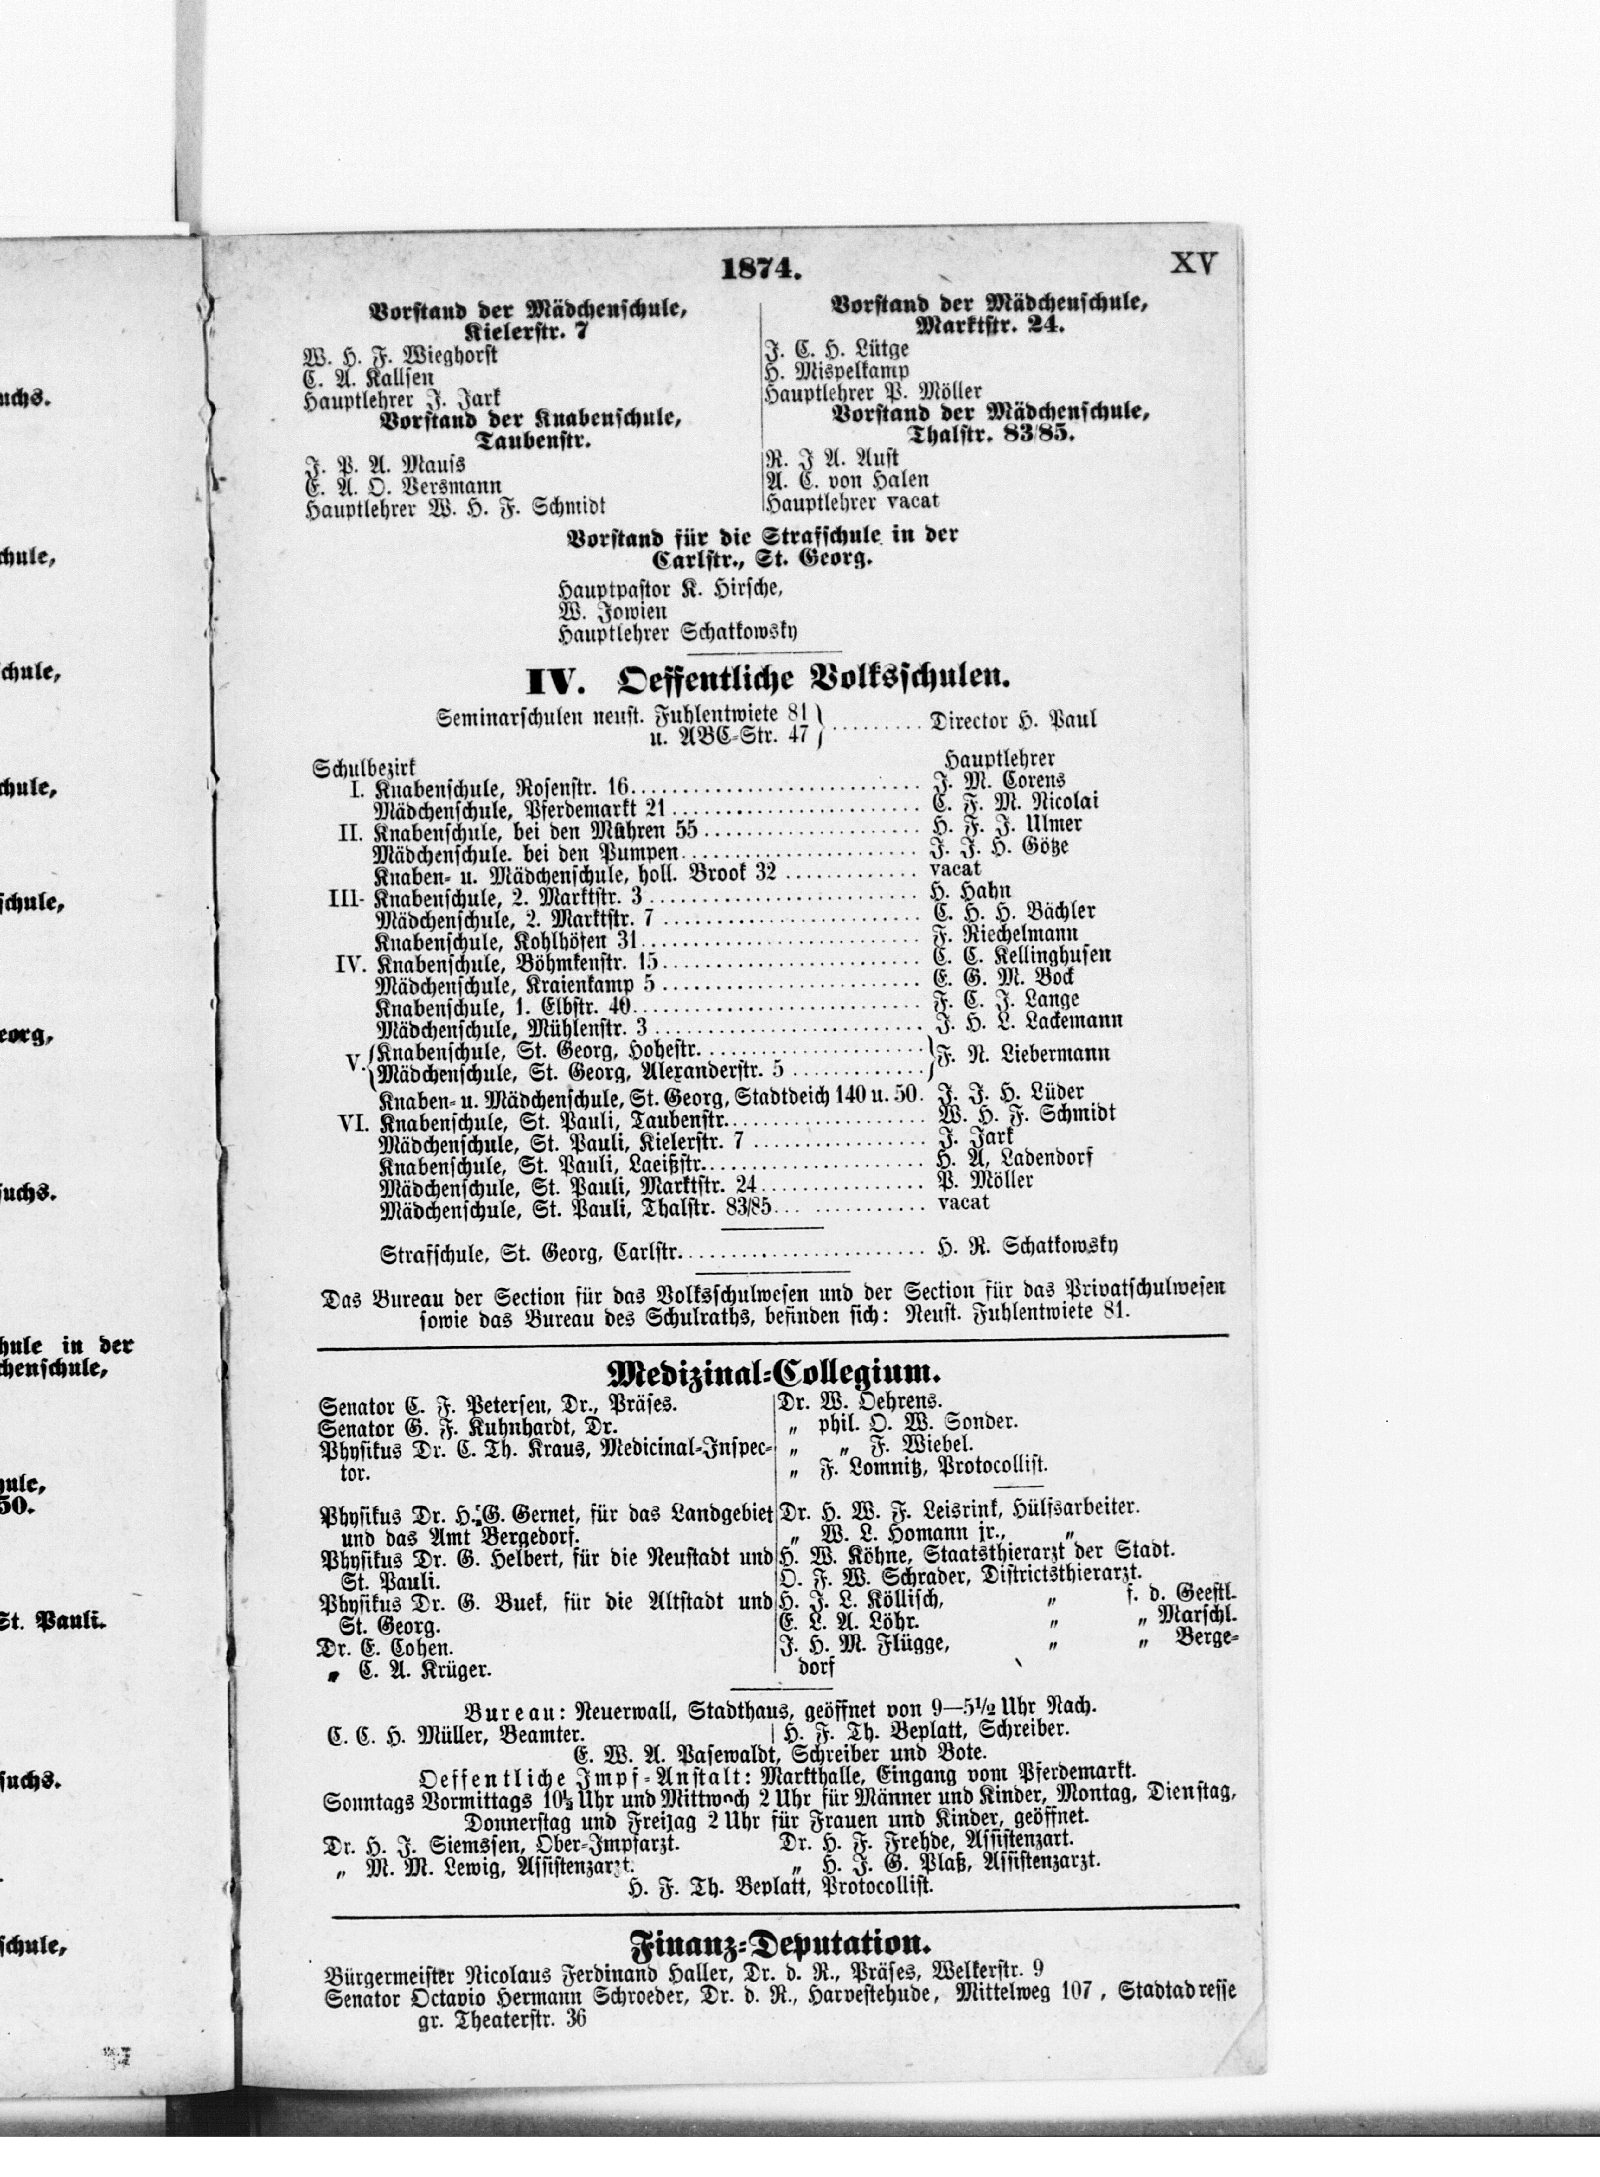 1874.
XV
Vorstand der Mädchenschule,
Kielerstr. 7
W. H. F. Wieghorst
C. A. Kallsen
Hauptlehrer J. Jark
Vorstand der Knabenschule,
Taubenstr.
J. P. A. Mauss
E. A. O. Versmann
Hauptlehrer W. H. F. Schmidt
Vorstand der Mädchenschule,
Marktstr. 24.
J. C. H. Lütge
H. Mispelkamp
Hauptlehrer P. Möller
Vorstand der Mädchenschule,
Thalstr. 83/85.
R. J A. Aust
A. C. von Halen
Hauptlehrer vacat
Vorstand für die Strafschule in der
Carlstr., St. Georg.
Hauptpastor K. Hirsche,
W. Jowien
Hauptlehrer Schatkowsky
IV. Oeffentliche Volksschulen.
Seminarschulen neust. Fuhlentwiete 81
u. ABC-Str. 47 } ......... Director H. Paul
Schulbezirk Hauptlehrer
I. Knabenschule, Rosenstr. 16.......... J. M. Corens
Mädchenschule, Pferdemarkt 21.......... C. F. M. Nicolai
II. Knabenschule, bei den Mühren 55.......... H. F. J. Ulmer
Mädchenschule. bei den Pumpen.......... J. J. H. Götze
Knaben- u. Mädchenschule, holl. Brook 32.......... vacat
III- Knabenschule, 2. Marktstr. 3.......... H. Hahn
Mädchenschule, 2. Marktstr. 7.......... C. H. H. Bächler
Knabenschule, Kohlhöfen 31.......... F. Riechelmann
IV. Knabenschule, Böhmkenstr. 15.......... C. C. Kellinghusen
Mädchenschule, Kraienkamp 5.......... E. G. M. Bock
Knabenschule, 1. Elbstr. 40.......... F. C. J. Lange
Mädchenschule, Mühlenstr. 3.......... J. H. L. Lackemann
V. { Knabenschule, St. Georg, Hohestr........... } F. N. Liebermann
Mädchenschule, St. Georg, Alexanderstr. 5..........
Knaben- u. Mädchenschule, St. Georg, Stadtdeich 140 u. 50. J. J. H. Lüder
VI. Knabenschule, St. Pauli, Taubenstr........... W. H. F. Schmidt
Mädchenschule, St. Pauli, Kielerstr. 7.......... J. Jark
Knabenschule, St. Pauli, Laeißstr........... H. A, Ladendorf
Mädchenschule, St. Pauli, Marktstr. 24.......... P. Möller
Mädchenschule, St. Pauli, Thalstr. 83/85.......... vacat
Strafschule, St. Georg, Carlstr........... H. R. Schatkowsky
Das Bureau der Section für das Volksschulwesen und der Section für das Privatschulwesen
sowie das Bureau des Schulraths, befinden sich: Neust. Fuhlentwiete 81.
Medizinal-Collegium.
Senator C. F. Petersen, Dr., Präses.
Senator G. F. Kuhnhardt, Dr.
Physikus Dr. C. Th. Kraus, Medicinal-Inspec-
tor.
Physikus Dr. H. G. Gernet, für das Landgebiet
und das Amt Bergedorf.
Physikus Dr. G. Helbert, für die Neustadt und
St. Pauli.
Physikus Dr. G. Buek, für die Altstadt und
St. Georg.
Dr. E. Cohen.
„ C. A. Krüger.
Dr. W. Oehrens.
„ phil. O. W. Sonder.
„ „ F. Wiebel.
„ F. Lomnitz, Protocollist.
Dr. H. W. F. Leisrink, Hülfsarbeiter.
„ W. L. Homann jr., „
H. W. Köhne, Staatsthierarzt der Stadt.
O. F. W. Schrader, Districtsthierarzt.
H. J. L. Köllisch, „ f. d. Geestl.
E. L. A. Löhr. „ „ Marschl.
J. H. M. Flügge, „ „ Berge-
dorf
Bureau: Neuerwall, Stadthaus, geöffnet von 9—5½ Uhr Nach.
C. C. H. Müller, Beamter. H. F. Th. Beplatt, Schreiber.
E. W. A. Pasewaldt, Schreiber und Bote.
Oeffentliche Impf-Anstalt: Markthalle, Eingang vom Pferdemarkt.
Sonntags Vormittags 10½ Uhr und Mittwoch 2 Uhr für Männer und Kinder, Montag, Dienstag,
Donnerstag und Freitag 2 Uhr für Frauen und Kinder, geöffnet.
Dr. H. J. Siemssen, Ober-Impfarzt. Dr. H. F. Frehde, Assistenzart.
„ M. M. Lewig, Assistenzarzt. „ H. J. G. Platz, Assistenzarzt.
H. F. Th. Beplatt, Protocollist.
Finanz-Deputation.
Bürgermeister Nicolaus Ferdinand Haller, Dr. d. R., Präses, Welkerstr. 9
Senator Octavio Hermann Schroeder, Dr. d. R., Harvestehude, Mittelweg 107, Stadtadresse
gr. Theaterstr. 36